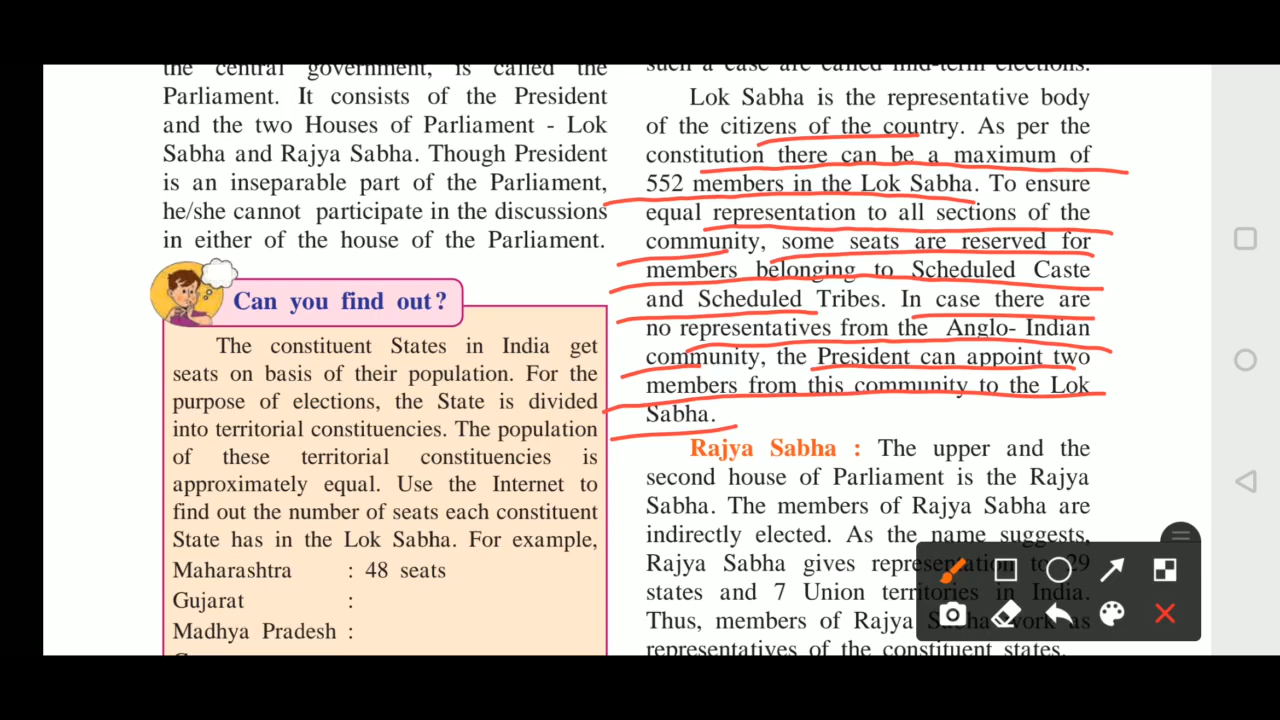 the central government, is called the
Parliament. It consists of the President
and the two Houses of Parliament - Lok
Sabha and Rajya Sabha. Though President
is an inseparable part of the Parliament,
he/she cannot participate in the discussions
in either of the house of the Parliament.
Can you find out?
The constituent States in India get
seats on basis of their population. For the
purpose of elections, the State is divided
into territorial constituencies. The population
of these territorial constituencies is
approximately equal. Use the Internet to
find out the number of seats each constituent
State has in the Lok Sabha. For example,
Maharashtra : 48 seats
Gujarat :
Madhya Pradesh :
such a case are called mid-term elections.
Lok Sabha is the representative body
of the citizens of the country. As per the
constitution there can be a maximum of
552 members in the Lok Sabha. To ensure
equal representation to all sections of the
community, some seats are reserved for
members belonging to Scheduled Caste
and Scheduled Tribes. In case there are
no representatives from the Anglo- Indian
community, the President can appoint two
members from this community to the Lok
Sabha.
Rajya Sabha : The upper and the
second house of Parliament is the Rajya
Sabha. The members of Rajya Sabha are
indirectly elected. As the name suggests,
Rajya Sabha gives representation to 29
states and 7 Union territories in India.
Thus, members of Rajya Sabha work as
representatives of the constituent states.